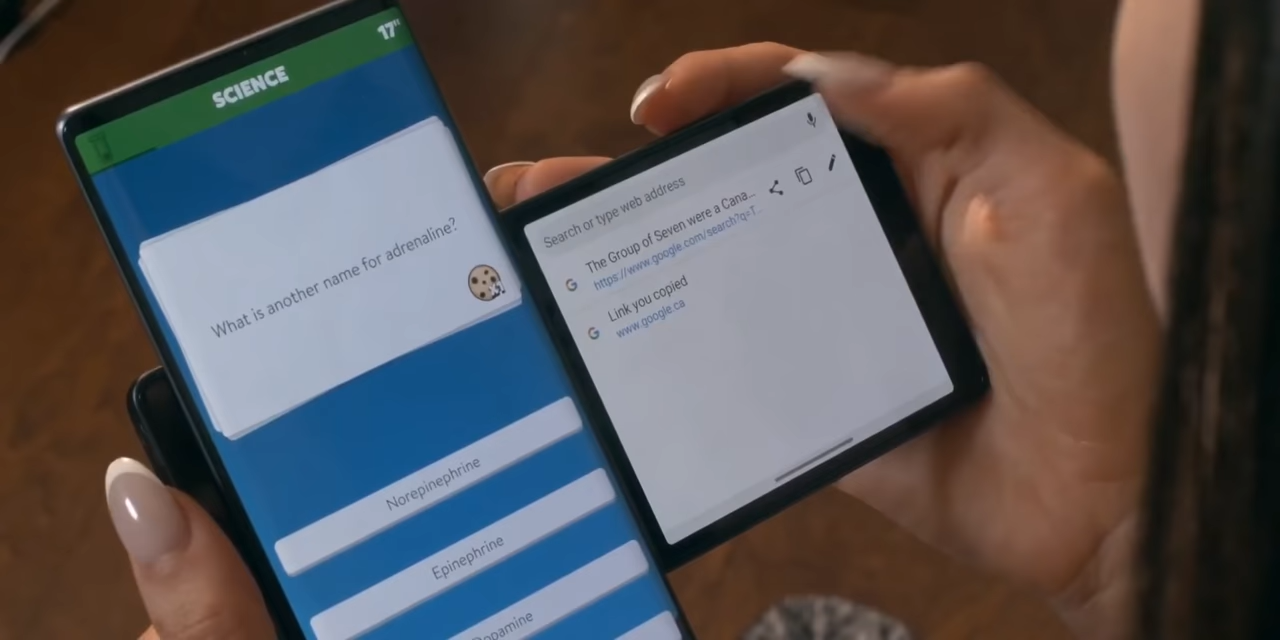 17"
SCIENCE
What is another name for adrenaline?
Norepinephrine
Epinephrine
Dopamine
Search or type web address
The Group of Seven were a Cana...
https://www.google.com/search?q=T...
Link you copied
www.google.ca